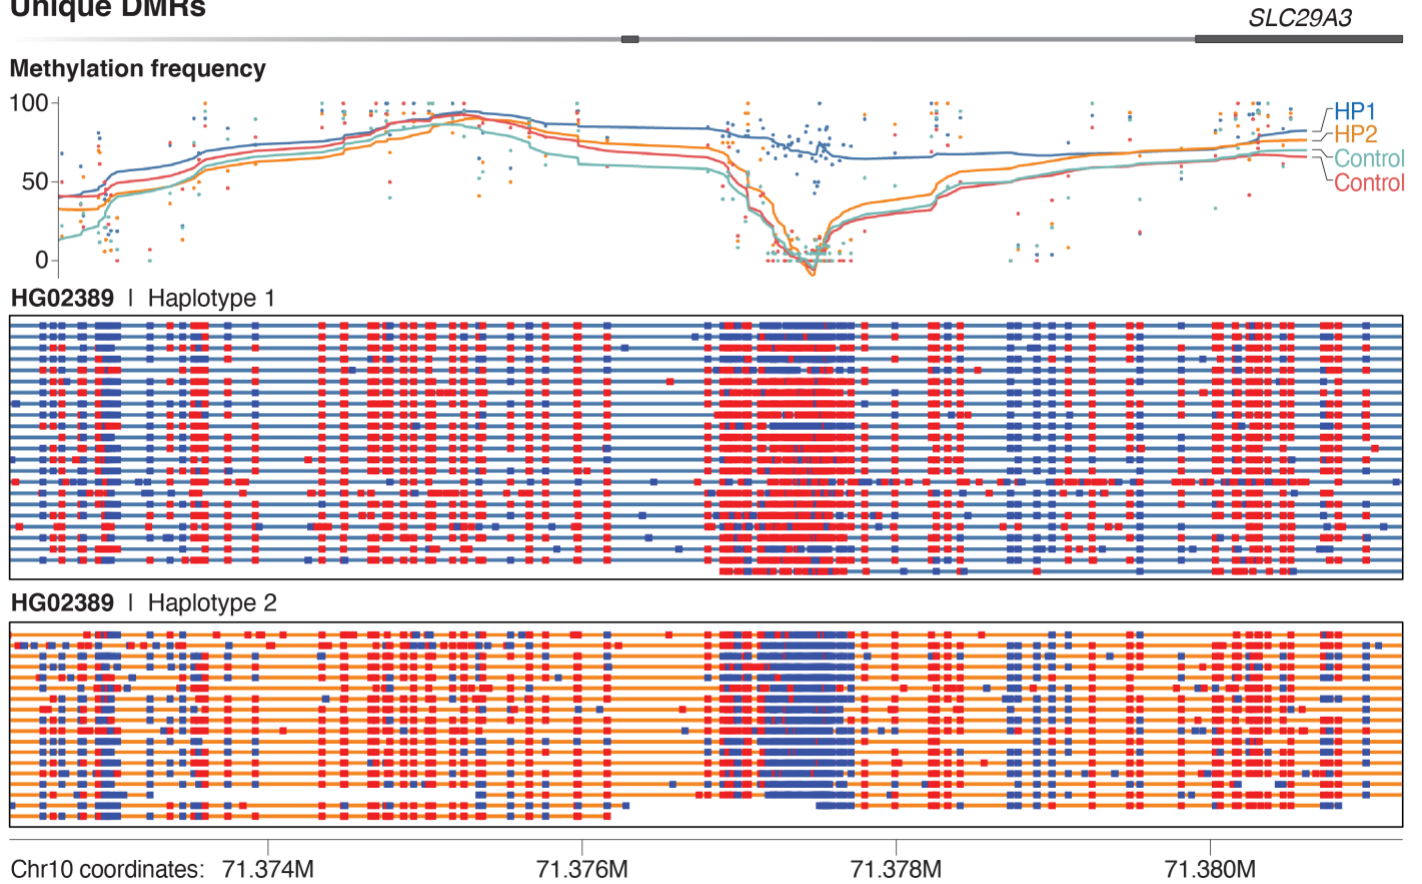 Unique DMRs
SLC29A3
Methylation frequency
100
50
0
HP1
HP2
Control
Control
HG02389 | Haplotype 1
HG02389 | Haplotype 2
Chr10 coordinates: 71.374M 71.376M 71.378M 71.380M